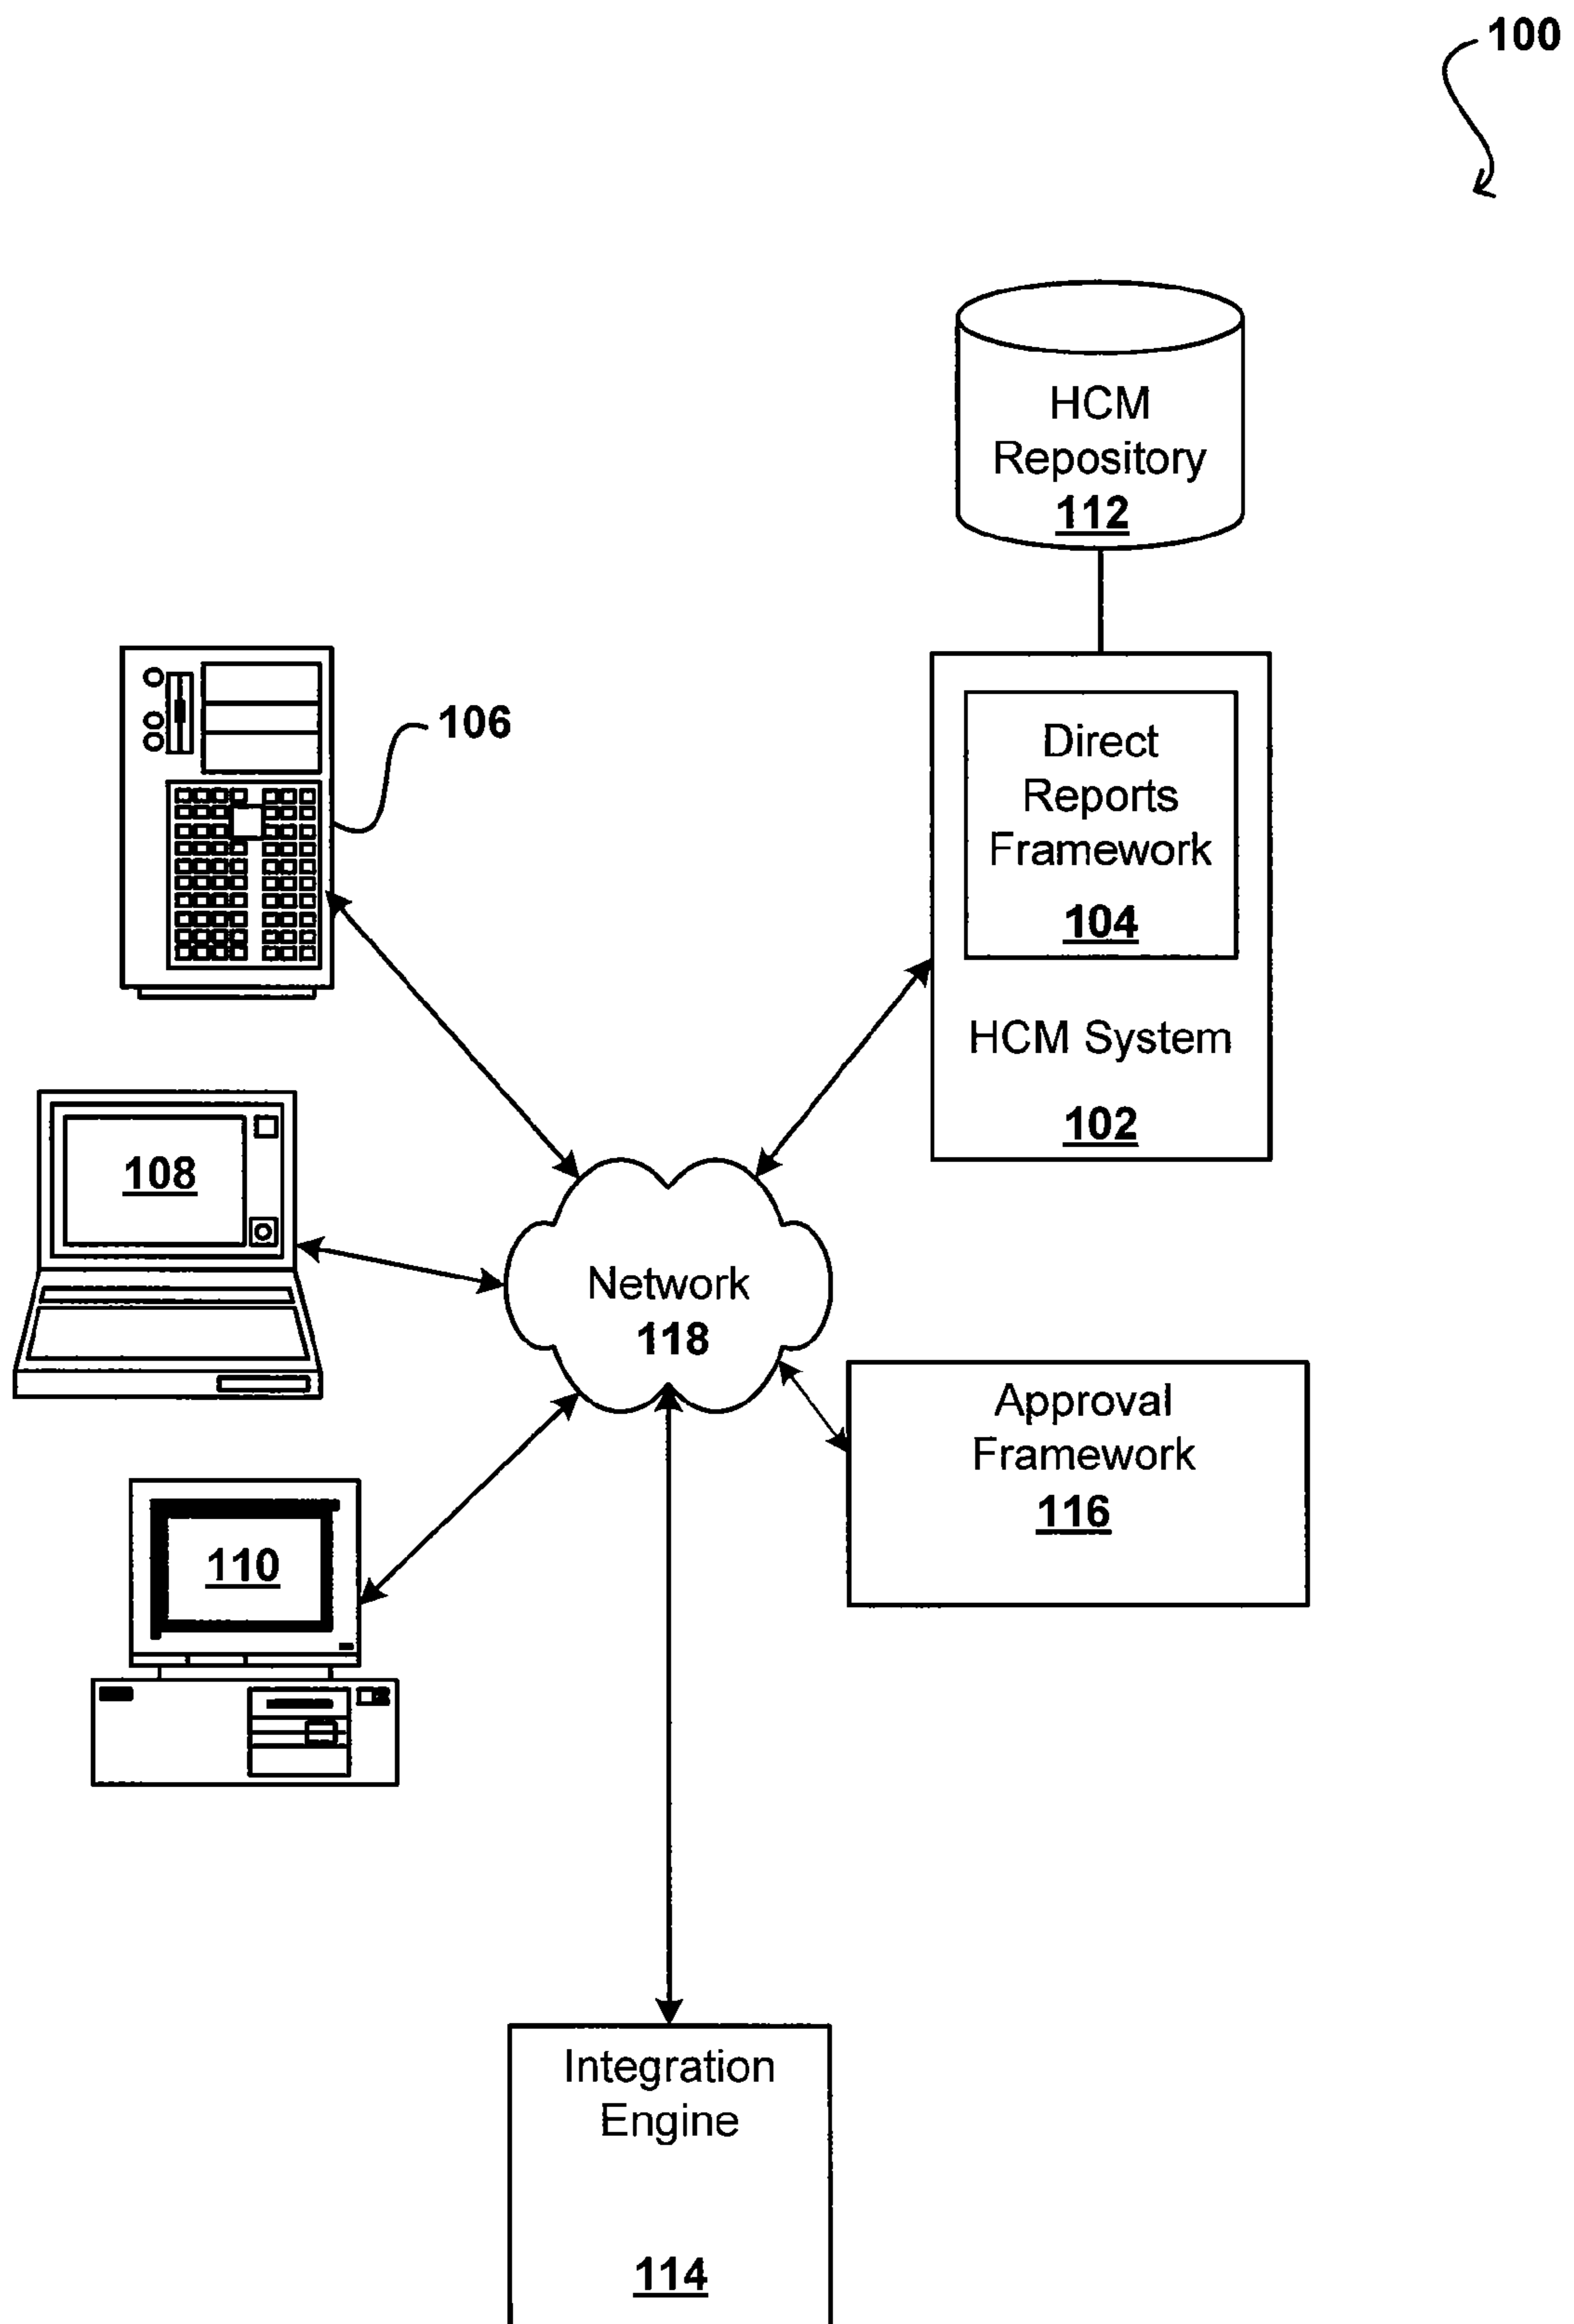 100
HCM
Repository
112
106
Direct
Reports
Framework
104
HCM System
102
108
Network
118
Approval
Framework
116
110
Integration
Engine
114